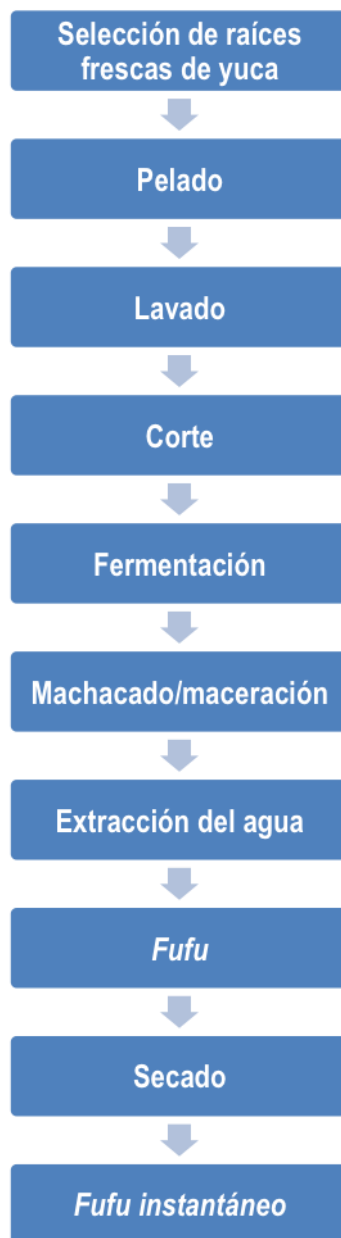 Selección de raíces
frescas de yuca
Pelado
Lavado
Corte
Fermentación
Machacado/maceración
Extracción del agua
Fufu
Secado
Fufu instantáneo